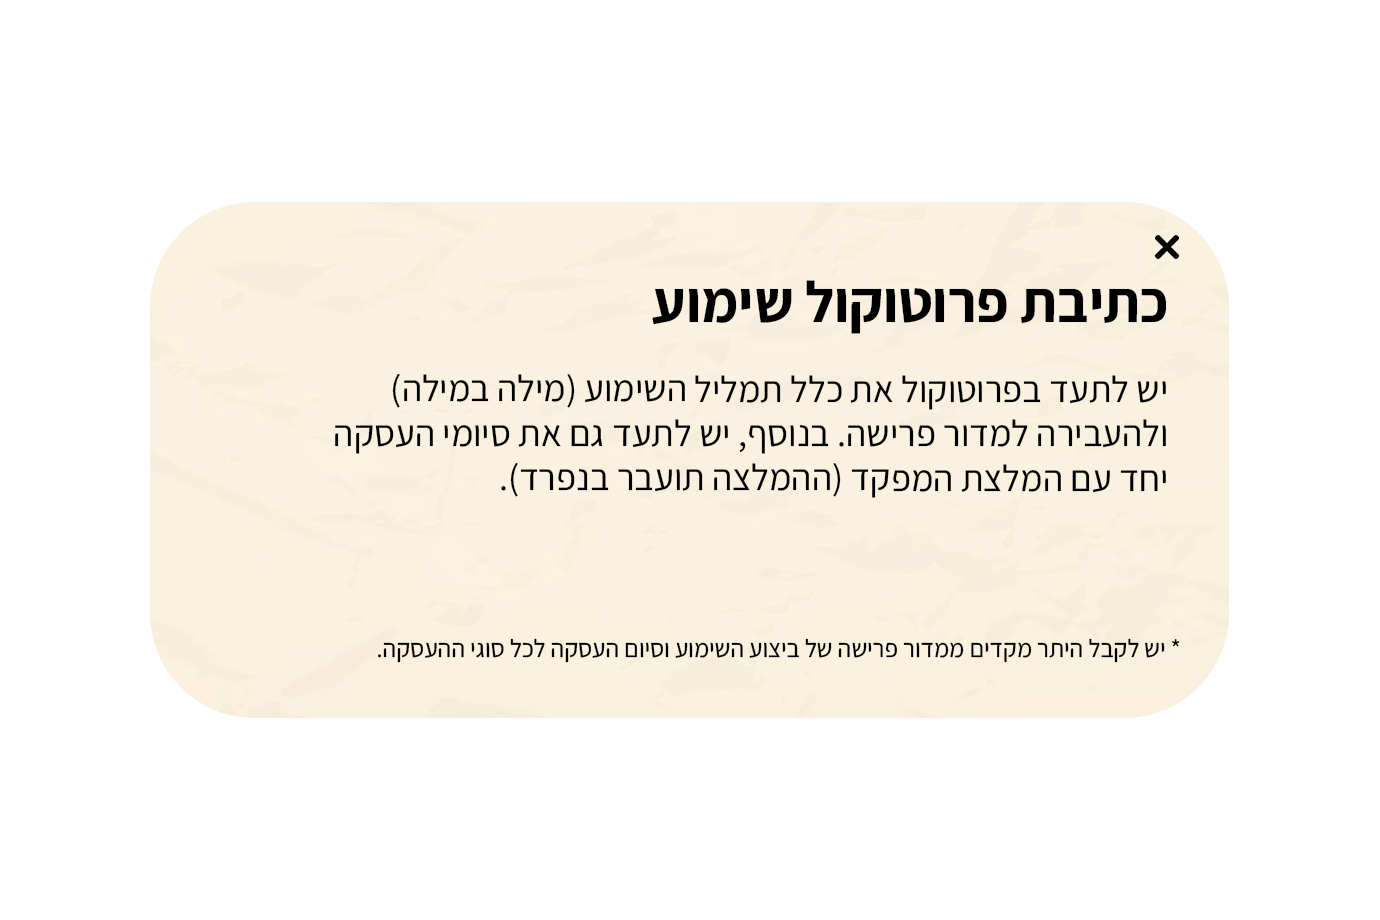 כתיבת פרוטוקול שימוע
יש לתעד בפרוטוקול את כלל תמליל השימוע (מילה במילה)
ולהעבירה למדור פרישה. בנוסף, יש לתעד גם את סיומי העסקה
יחד עם המלצת המפקד (ההמלצה תועבר בנפרד).
* יש לקבל היתר מקדים ממדור פרישה של ביצוע השימוע וסיום העסקה לכל סוגי ההעסקה.